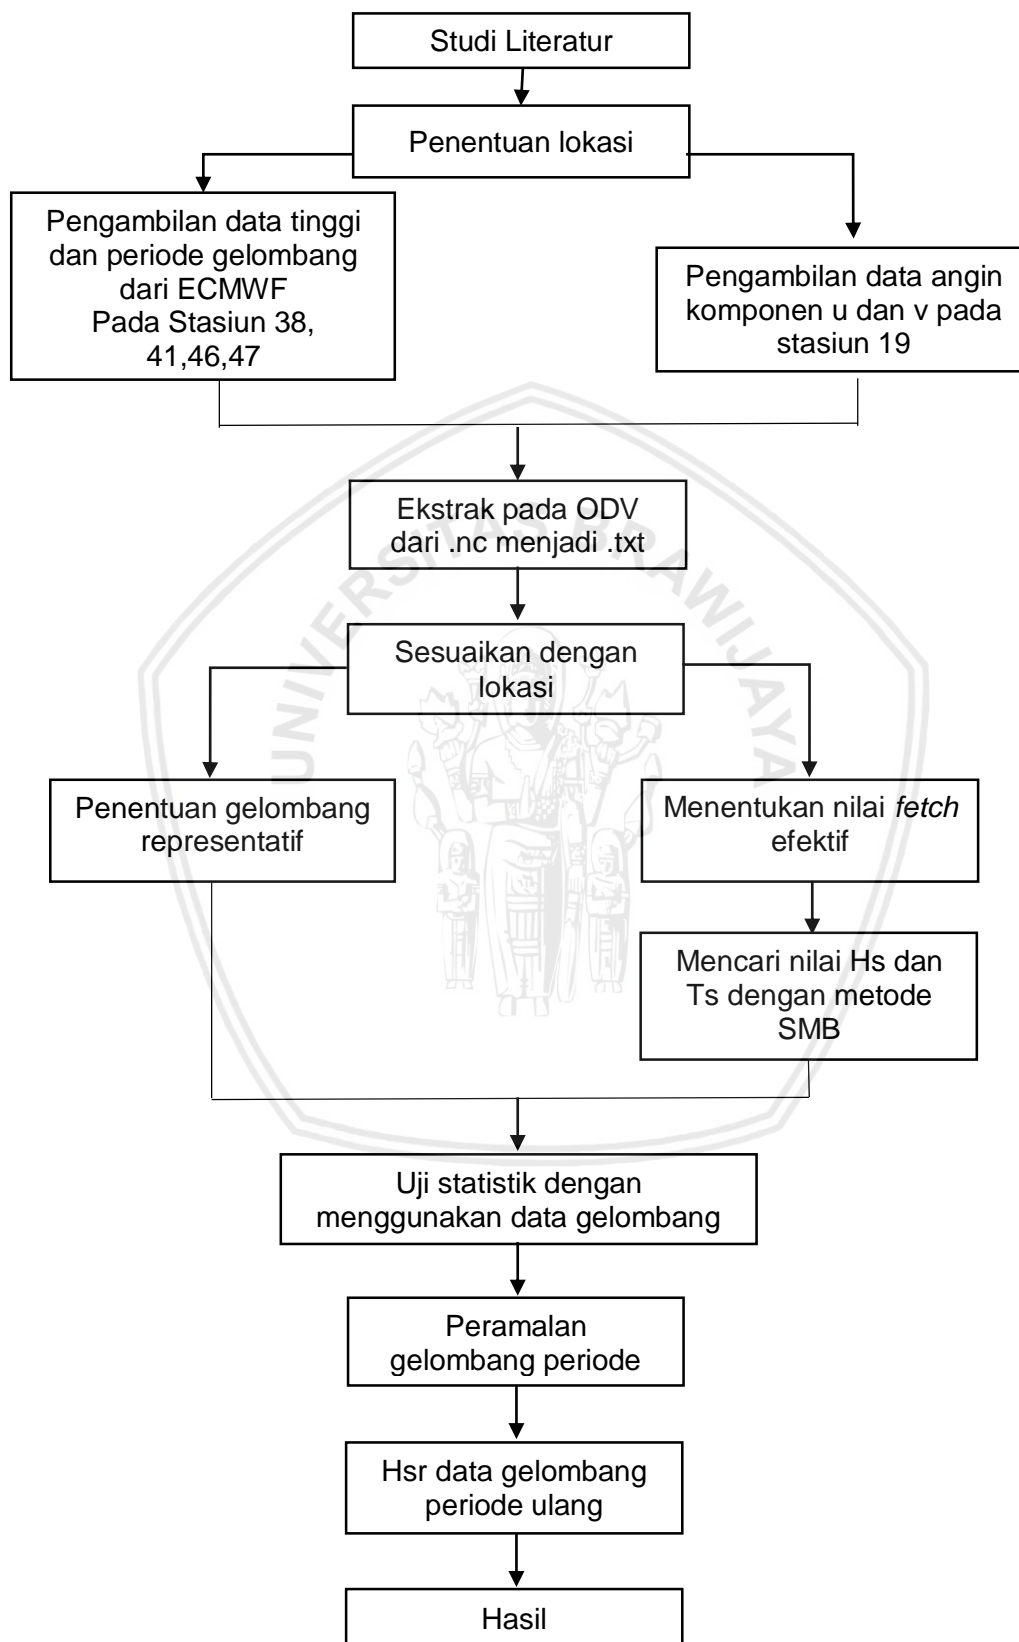 Studi Literatur
Penentuan lokasi
Pengambilan data tinggi
dan periode gelombang
dari ECMWF
Pada Stasiun 38,
41,46,47
Pengambilan data angin
komponen u dan v pada
stasiun 19
Ekstrak pada ODV
dari .nc menjadi .txt
Sesuaikan dengan
lokasi
Penentuan gelombang
representatif
Menentukan nilai fetch
efektif
Mencari nilai Hs dan
Ts dengan metode
SMB
Uji statistik dengan
menggunakan data gelombang
Peramalan
gelombang periode
Hsr data gelombang
periode ulang
Hasil
UNIVERSITAS BRAWIJAYA